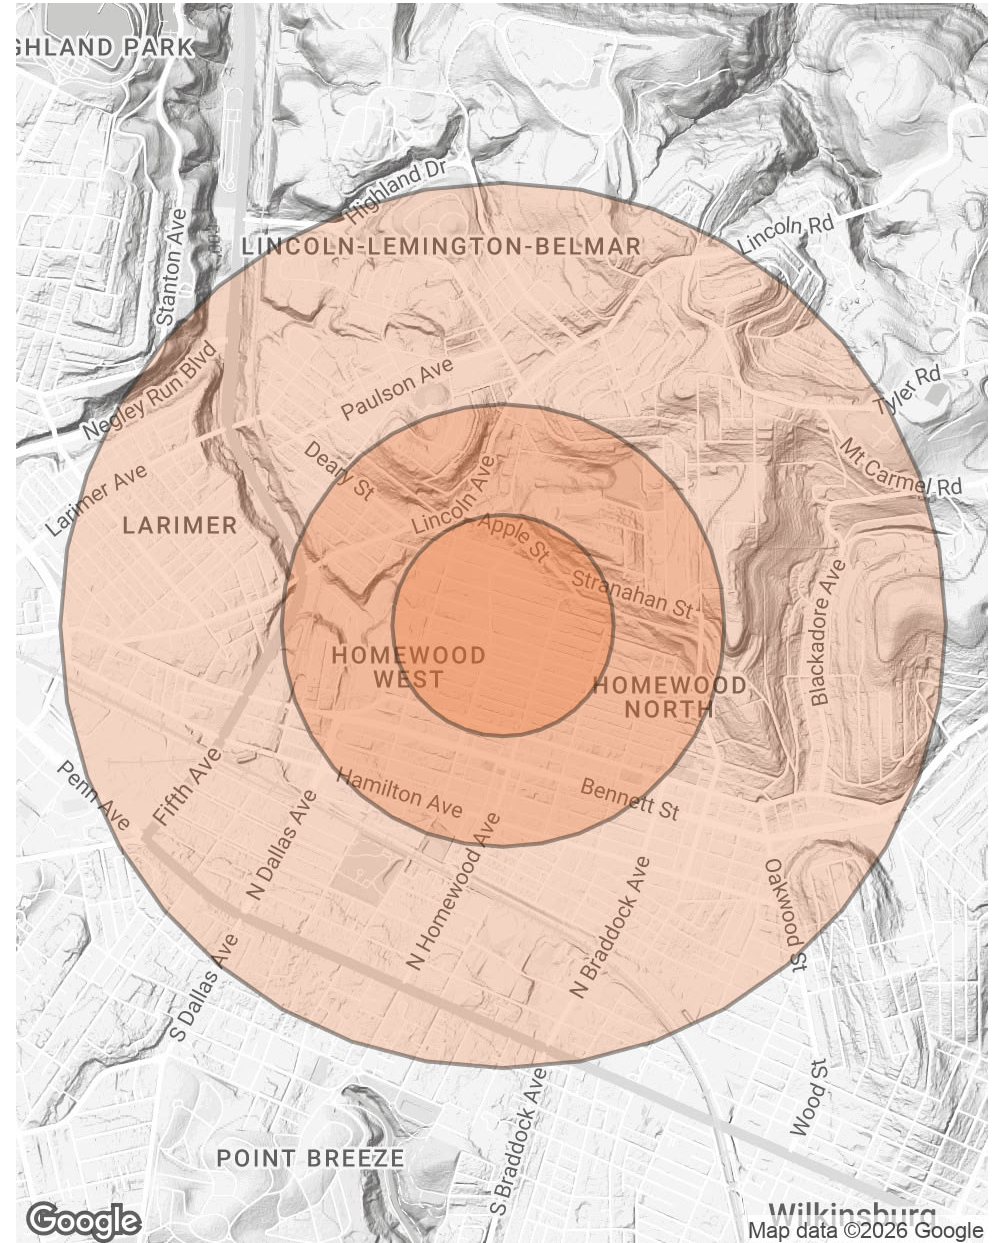 GHLAND PARK
Highland Dr
Stanton Ave
LINCOLN-LEMINGTON-BELMAR
Lincoln Rd
Negley Run Blvd
Paulson Ave
Tyler Rd
Larimer Ave
Deary St
Lincoln Ave
Mt Carmel Rd
LARIMER
Apple St
Stranahan St
Blackadore Ave
HOMEWOOD
WEST
HOMEWOOD
NORTH
Penn Ave
Fifth Ave
N Dallas Ave
Hamilton Ave
Bennett St
N Homewood Ave
N Braddock Ave
Oakwood St
S Dallas Ave
S Braddock Ave
Wood St
POINT BREEZE
Wilkinsburg
Google
Map data ©2026 Google